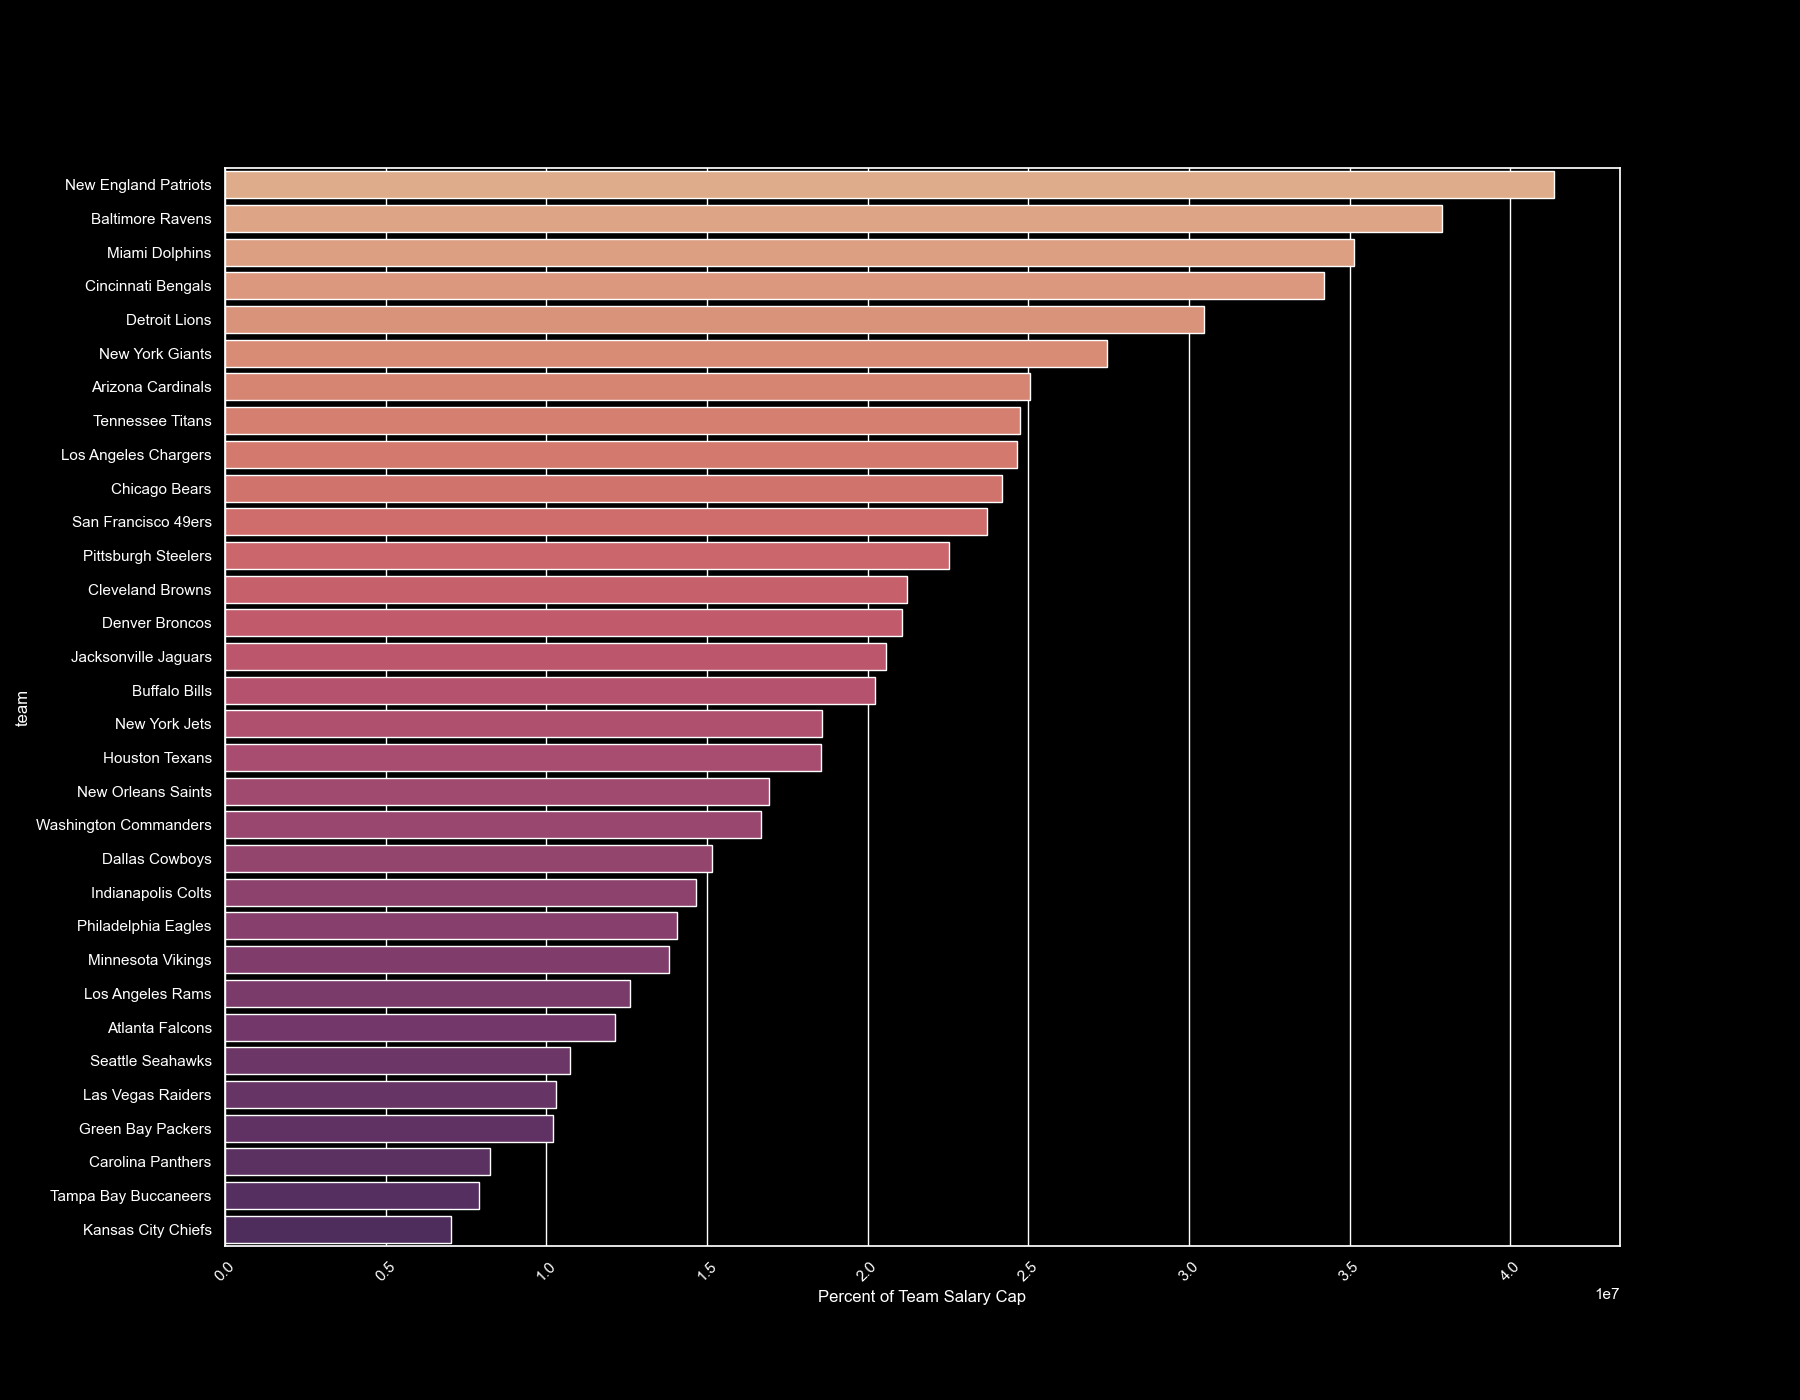 New England Patriots
Baltimore Ravens
Miami Dolphins
Cincinnati Bengals
Detroit Lions
New York Giants
Arizona Cardinals
Tennessee Titans
Los Angeles Chargers
Chicago Bears
San Francisco 49ers
Pittsburgh Steelers
Cleveland Browns
Denver Broncos
Jacksonville Jaguars
Buffalo Bills
New York Jets
Houston Texans
New Orleans Saints
Washington Commanders
Dallas Cowboys
Indianapolis Colts
Philadelphia Eagles
Minnesota Vikings
Los Angeles Rams
Atlanta Falcons
Seattle Seahawks
Las Vegas Raiders
Green Bay Packers
Carolina Panthers
Tampa Bay Buccaneers
Kansas City Chiefs
team
0.0 0.5 1.0 1.5 2.0 2.5 3.0 3.5 4.0
1e7
Percent of Team Salary Cap